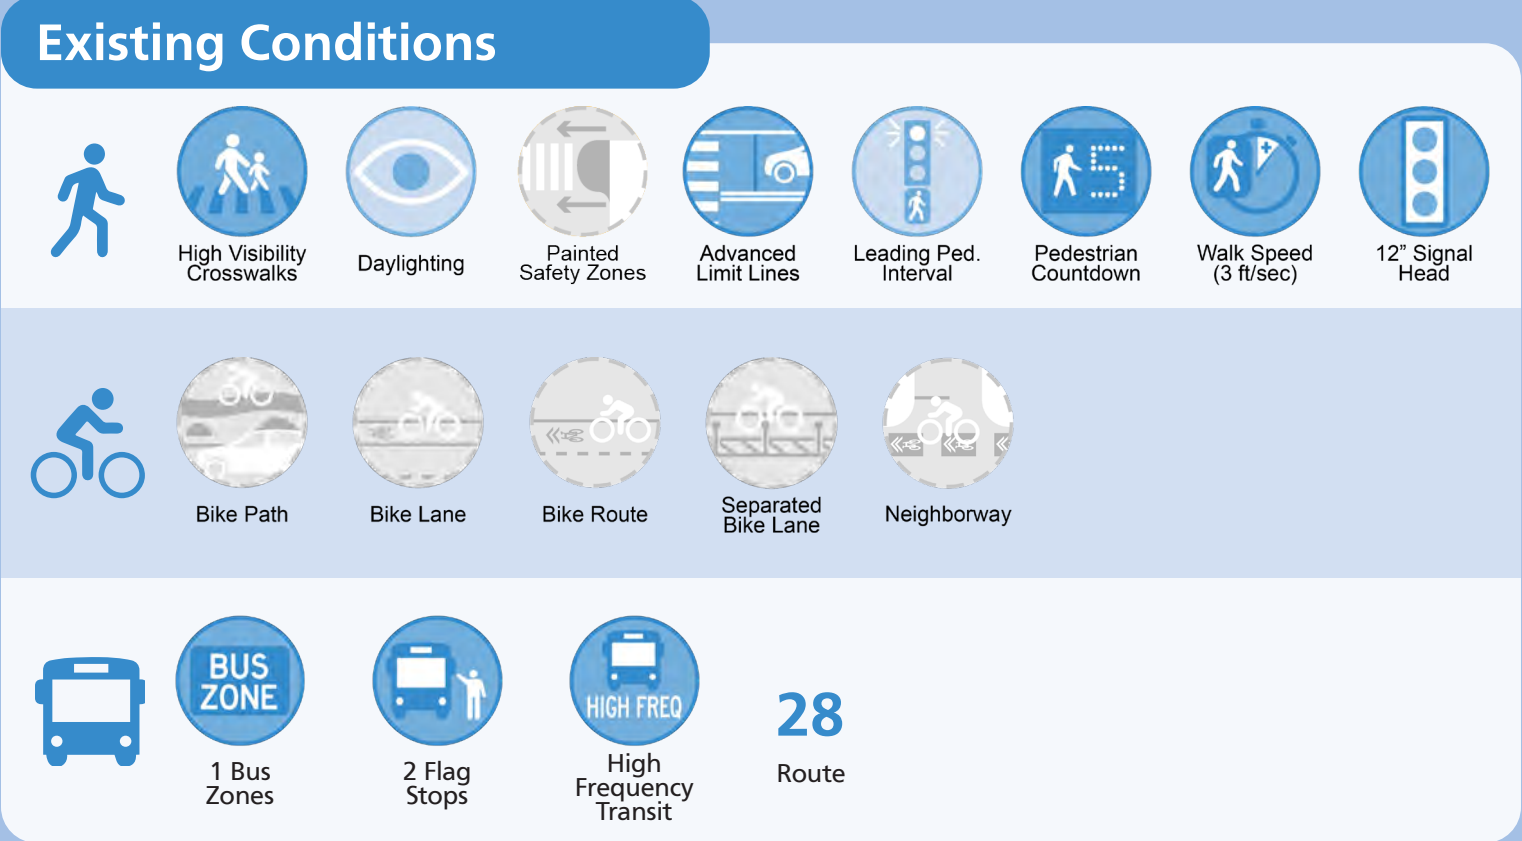 Existing Conditions
High Visibility
Crosswalks
Daylighting
Painted
Safety Zones
Advanced
Limit Lines
Leading Ped.
Interval
5
Pedestrian
Countdown
Walk Speed
(3 ft/sec)
12” Signal
Head
Bike Path
Bike Lane
Bike Route
Separated
Bike Lane
Neighborway
BUS
ZONE
1 Bus
Zones
2 Flag
Stops
HIGH FREQ
High
Frequency
Transit
28
Route